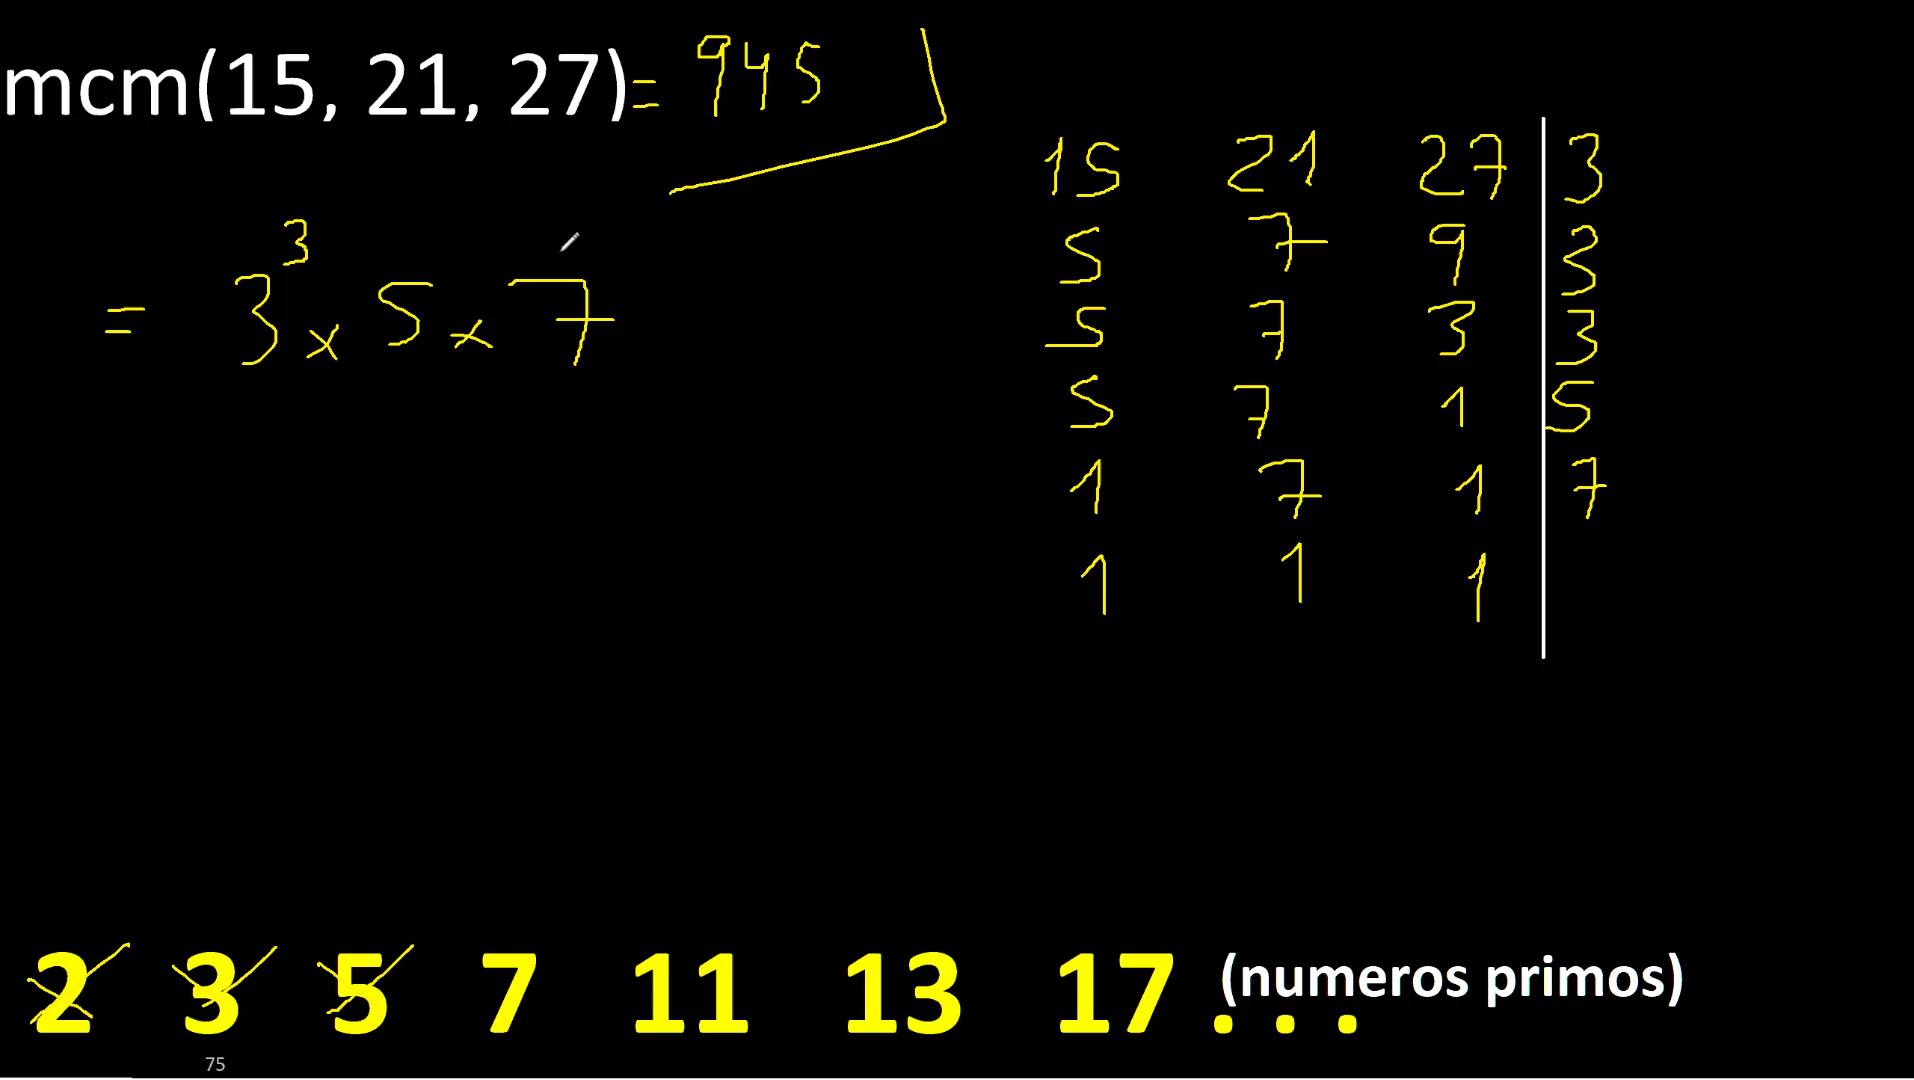 mcm(15, 21, 27)= 945
= 3³ x 5 x 7
15 21 27 3
5 7 9 3
5 7 3 3
5 7 1 5
1 7 1 7
1 1 1
2 3 5 7 11 13 17 ... (numeros primos)
75